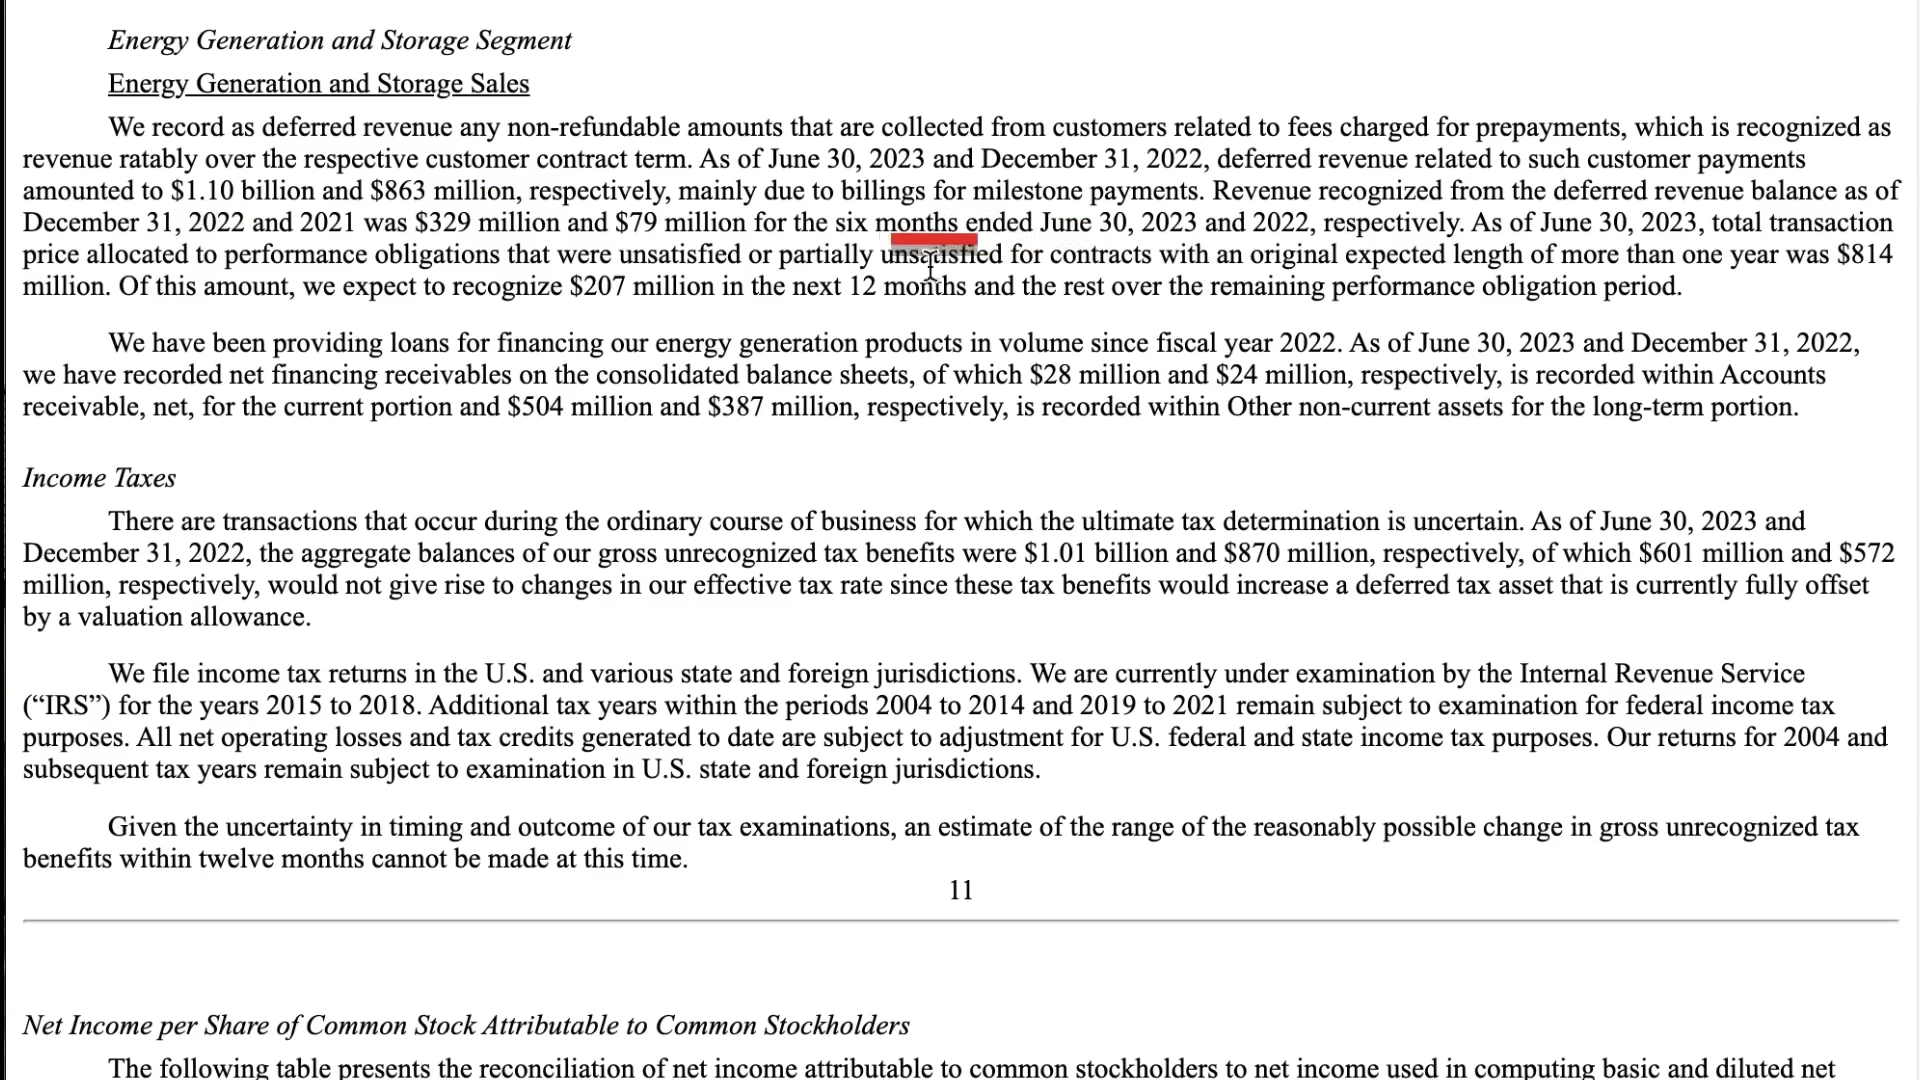 Energy Generation and Storage Segment
Energy Generation and Storage Sales
We record as deferred revenue any non-refundable amounts that are collected from customers related to fees charged for prepayments, which is recognized as
revenue ratably over the respective customer contract term. As of June 30, 2023 and December 31, 2022, deferred revenue related to such customer payments
amounted to $1.10 billion and $863 million, respectively, mainly due to billings for milestone payments. Revenue recognized from the deferred revenue balance as of
December 31, 2022 and 2021 was $329 million and $79 million for the six months ended June 30, 2023 and 2022, respectively. As of June 30, 2023, total transaction
price allocated to performance obligations that were unsatisfied or partially unsatisfied for contracts with an original expected length of more than one year was $814
million. Of this amount, we expect to recognize $207 million in the next 12 months and the rest over the remaining performance obligation period.
We have been providing loans for financing our energy generation products in volume since fiscal year 2022. As of June 30, 2023 and December 31, 2022,
we have recorded net financing receivables on the consolidated balance sheets, of which $28 million and $24 million, respectively, is recorded within Accounts
receivable, net, for the current portion and $504 million and $387 million, respectively, is recorded within Other non-current assets for the long-term portion.
Income Taxes
There are transactions that occur during the ordinary course of business for which the ultimate tax determination is uncertain. As of June 30, 2023 and
December 31, 2022, the aggregate balances of our gross unrecognized tax benefits were $1.01 billion and $870 million, respectively, of which $601 million and $572
million, respectively, would not give rise to changes in our effective tax rate since these tax benefits would increase a deferred tax asset that is currently fully offset
by a valuation allowance.
We file income tax returns in the U.S. and various state and foreign jurisdictions. We are currently under examination by the Internal Revenue Service
(“IRS”) for the years 2015 to 2018. Additional tax years within the periods 2004 to 2014 and 2019 to 2021 remain subject to examination for federal income tax
purposes. All net operating losses and tax credits generated to date are subject to adjustment for U.S. federal and state income tax purposes. Our returns for 2004 and
subsequent tax years remain subject to examination in U.S. state and foreign jurisdictions.
Given the uncertainty in timing and outcome of our tax examinations, an estimate of the range of the reasonably possible change in gross unrecognized tax
benefits within twelve months cannot be made at this time.
11
Net Income per Share of Common Stock Attributable to Common Stockholders
The following table presents the reconciliation of net income attributable to common stockholders to net income used in computing basic and diluted net